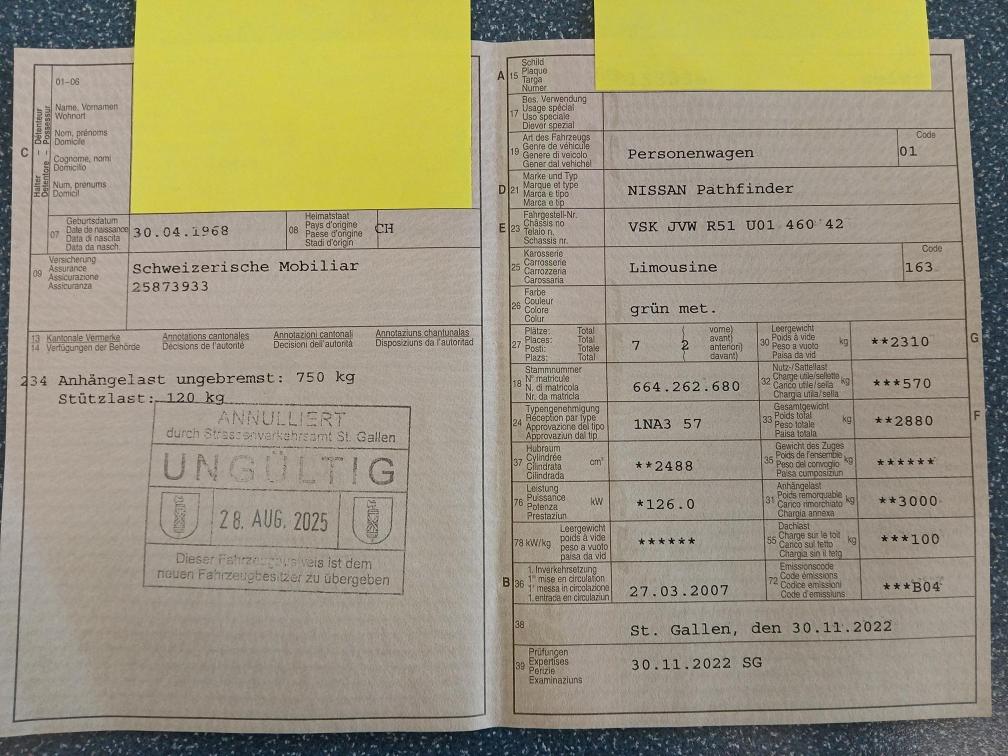 C
Halter – Détenteur
Detentore – Possessur
01–06
Name, Vornamen
Wohnort
Nom, prénoms
Domicile
Cognome, nomi
Domicilio
Num, prenums
Domicil
07
Geburtsdatum
Date de naissance
Data di nascita
Data da nasch.
30.04.1968
08
Heimatstaat
Pays d'origine
Paese d'origine
Stadi d'origin
CH
09
Versicherung
Assurance
Assicurazione
Assicuranza
Schweizerische Mobiliar
25873933
13 Kantonale Vermerke
14 Verfügungen der Behörde
Annotations cantonales
Décisions de l'autorité
Annotazioni cantonali
Decisioni dell'autorità
Annotaziuns chantunalas
Disposiziuns da l'autoritad
234 Anhängelast ungebremst: 750 kg
Stützlast: 120 kg
ANNULLIERT
durch Strassenverkehrsamt St. Gallen
UNGÜLTIG
28. AUG. 2025
Dieser Fahrzeugausweis ist dem
neuen Fahrzeugbesitzer zu übergeben
A 15
Schild
Plaque
Targa
Numer
17
Bes. Verwendung
Usage spécial
Uso speciale
Diever spezial
19
Art des Fahrzeugs
Genre de véhicule
Genere di veicolo
Gener dal vehichel
Personenwagen
Code
01
D 21
Marke und Typ
Marque et type
Marca e tipo
Marca e tip
NISSAN Pathfinder
E 23
Fahrgestell-Nr.
Châssis no
Telaio n.
Schassis nr.
VSK JVW R51 U01 460 42
25
Karosserie
Carrosserie
Carrozzeria
Carossaria
Limousine
Code
163
26
Farbe
Couleur
Colore
Colur
grün met.
27
Plätze: Total
Places: Total
Posti: Totale
Plazs: Total
7
2
vorne)
avant)
anteriori)
davant)
30
Leergewicht
Poids à vide
Peso a vuoto
Paisa da vid
kg
**2310
G
18
Stammnummer
N° matricule
N. di matricola
Nr. da matricla
664.262.680
32
Nutz-/Sattellast
Charge utile/sellette
Carico utile/sella
Chargia utila/sella
kg
***570
24
Typengenehmigung
Réception par type
Approvazione del tipo
Approvaziun dal tip
1NA3 57
33
Gesamtgewicht
Poids total
Peso totale
Paisa totala
kg
**2880
F
37
Hubraum
Cylindrée
Cilindrata
Cilindrada
cm³
**2488
35
Gewicht des Zuges
Poids de l'ensemble
Peso del convoglio
Paisa cumposiziun
kg
******
76
Leistung
Puissance
Potenza
Prestaziun
kW
*126.0
31
Anhängelast
Poids remorquable
Carico rimorchiato
Chargia annexa
kg
**3000
78 kW/kg
Leergewicht
poids à vide
peso a vuoto
paisa da vid
******
55
Dachlast
Charge sur le toit
Carico sul tetto
Chargia sin il tetg
kg
***100
B 36
1. Inverkehrsetzung
1re mise en circulation
1a messa in circolazione
1. entrada en circulaziun
27.03.2007
72
Emissionscode
Code émissions
Codice emissioni
Code d'emissiuns
***B04
38
St. Gallen, den 30.11.2022
39
Prüfungen
Expertises
Perizie
Examinaziuns
30.11.2022 SG